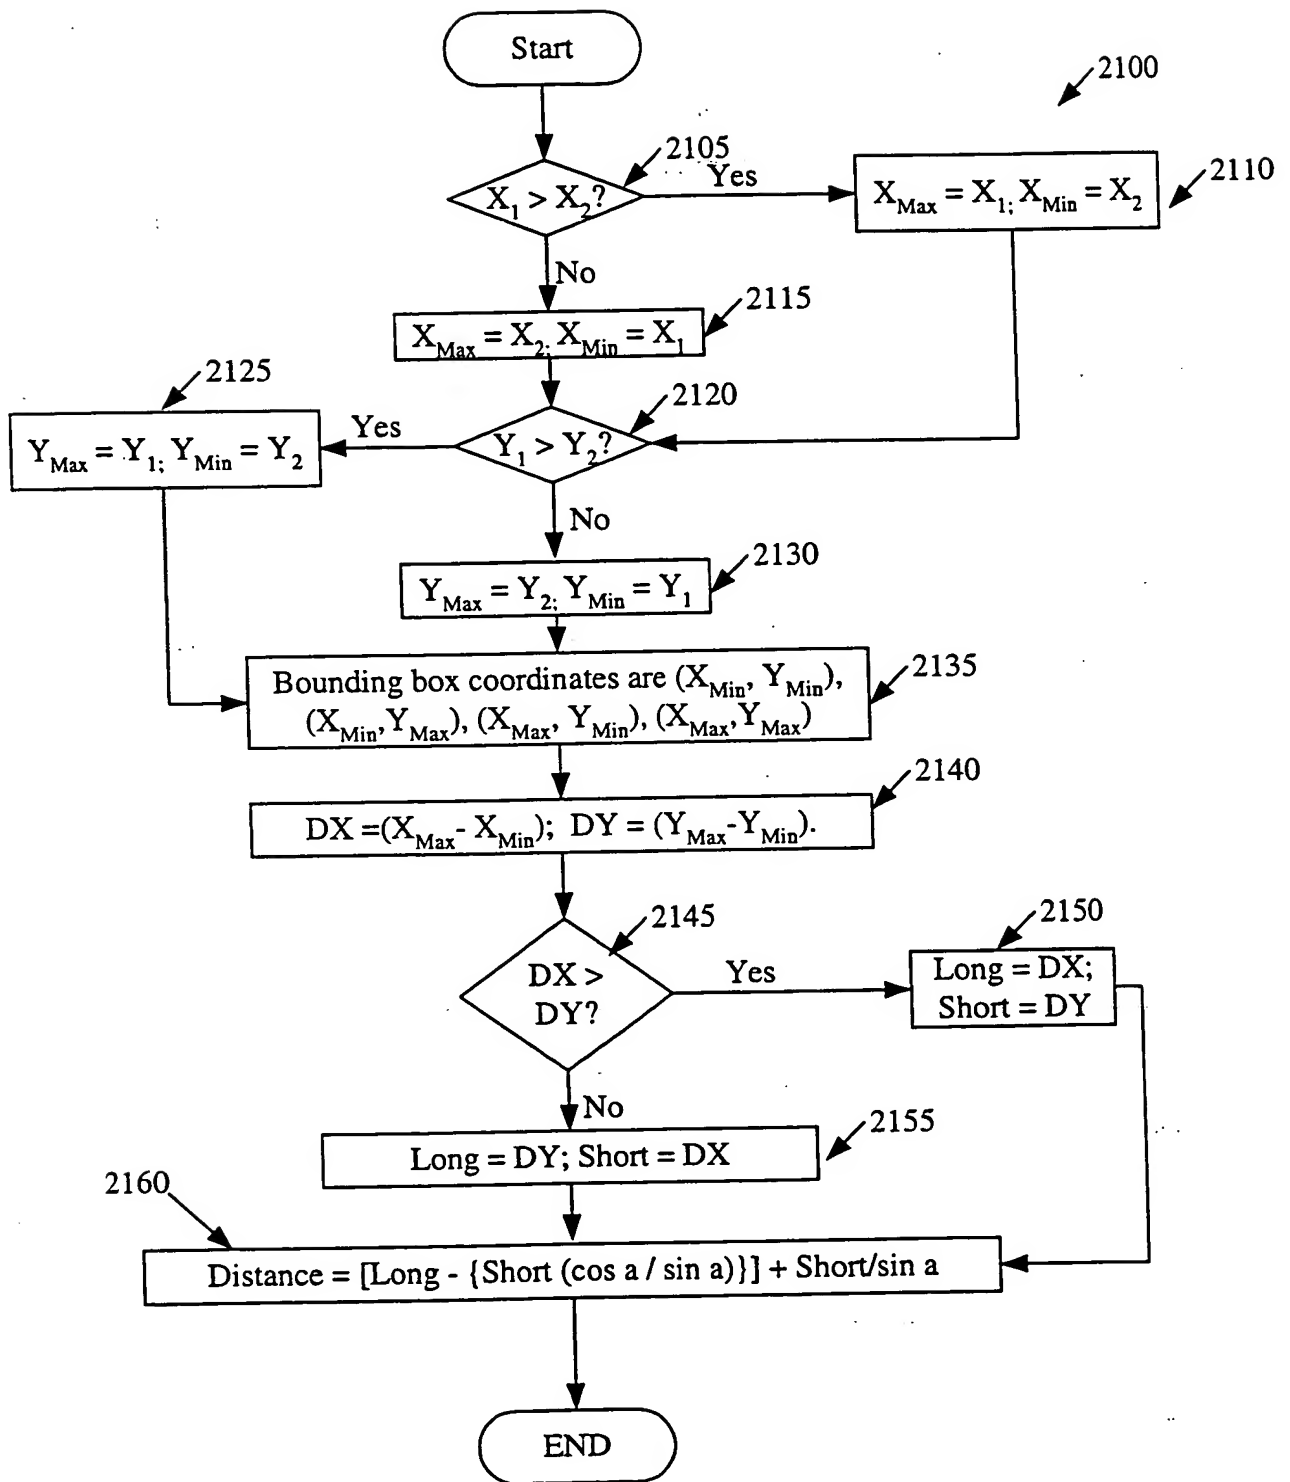 Start
2100
2105
X1 > X2?
Yes
XMax = X1; XMin = X2
2110
No
2115
XMax = X2; XMin = X1
2125
2120
YMax = Y1; YMin = Y2
Yes
Y1 > Y2?
No
2130
YMax = Y2; YMin = Y1
2135
Bounding box coordinates are (XMin, YMin),
(XMin,YMax), (XMax, YMin), (XMax,YMax)
2140
DX =(XMax- XMin); DY = (YMax-YMin).
2145
DX >
DY?
Yes
2150
Long = DX;
Short = DY
No
2155
Long = DY; Short = DX
2160
Distance = [Long - {Short (cos a / sin a)}] + Short/sin a
END